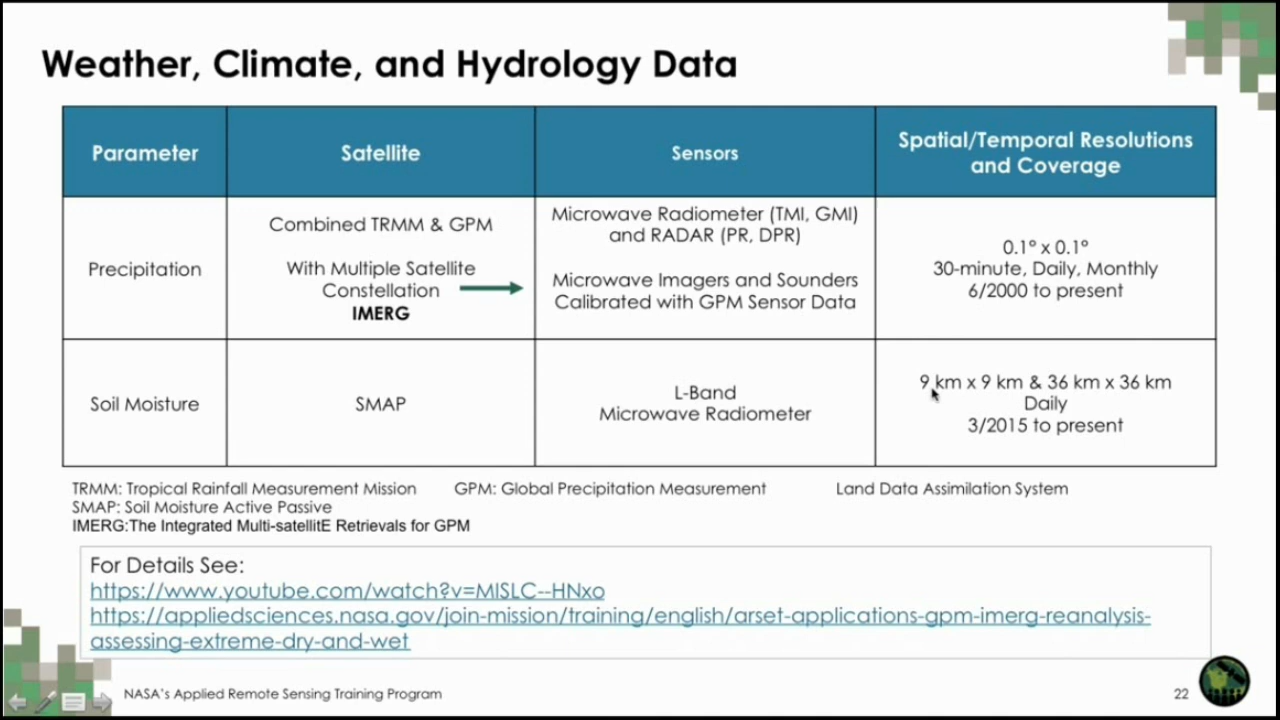 Weather, Climate, and Hydrology Data
Parameter
Satellite
Sensors
Spatial/Temporal Resolutions
and Coverage
Precipitation
Combined TRMM & GPM
With Multiple Satellite
Constellation
IMERG
Microwave Radiometer (TMI, GMI)
and RADAR (PR, DPR)
Microwave Imagers and Sounders
Calibrated with GPM Sensor Data
0.1° x 0.1°
30-minute, Daily, Monthly
6/2000 to present
Soil Moisture
SMAP
L-Band
Microwave Radiometer
9 km x 9 km & 36 km x 36 km
Daily
3/2015 to present
TRMM: Tropical Rainfall Measurement Mission GPM: Global Precipitation Measurement Land Data Assimilation System
SMAP: Soil Moisture Active Passive
IMERG:The Integrated Multi-satellitE Retrievals for GPM
For Details See:
https://www.youtube.com/watch?v=MISLC--HNxo
https://appliedsciences.nasa.gov/join-mission/training/english/arset-applications-gpm-imerg-reanalysis-
assessing-extreme-dry-and-wet
NASA's Applied Remote Sensing Training Program
22